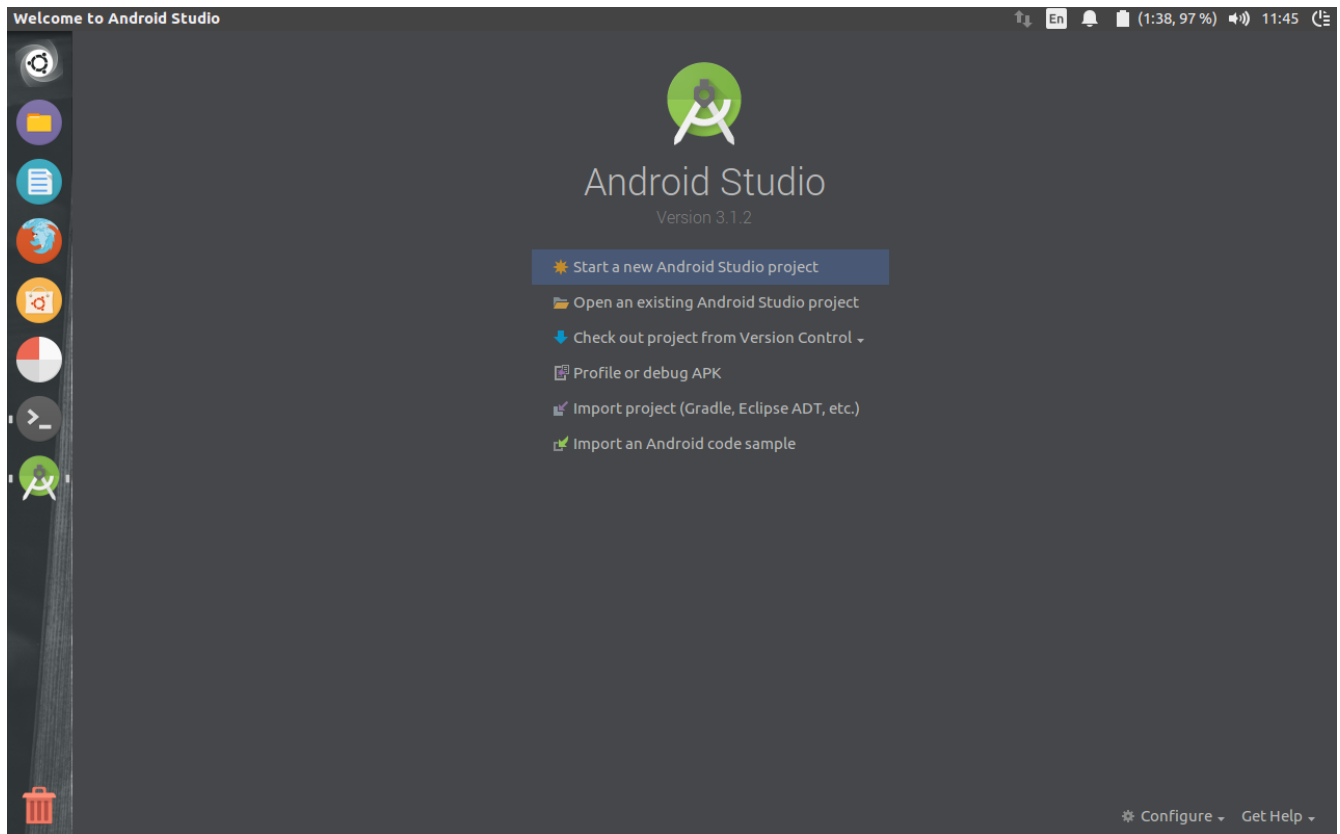 Welcome to Android Studio
En (1:38, 97 %) 11:45
Android Studio
Version 3.1.2
Start a new Android Studio project
Open an existing Android Studio project
Check out project from Version Control
Profile or debug APK
Import project (Gradle, Eclipse ADT, etc.)
Import an Android code sample
Configure Get Help